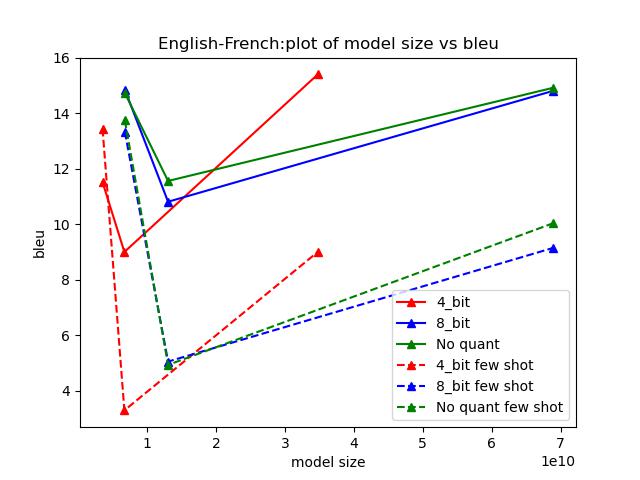 English-French:plot of model size vs bleu
16
14
12
10
8
6
4
bleu
4_bit
8_bit
No quant
4_bit few shot
8_bit few shot
No quant few shot
1 2 3 4 5 6 7
1e10
model size